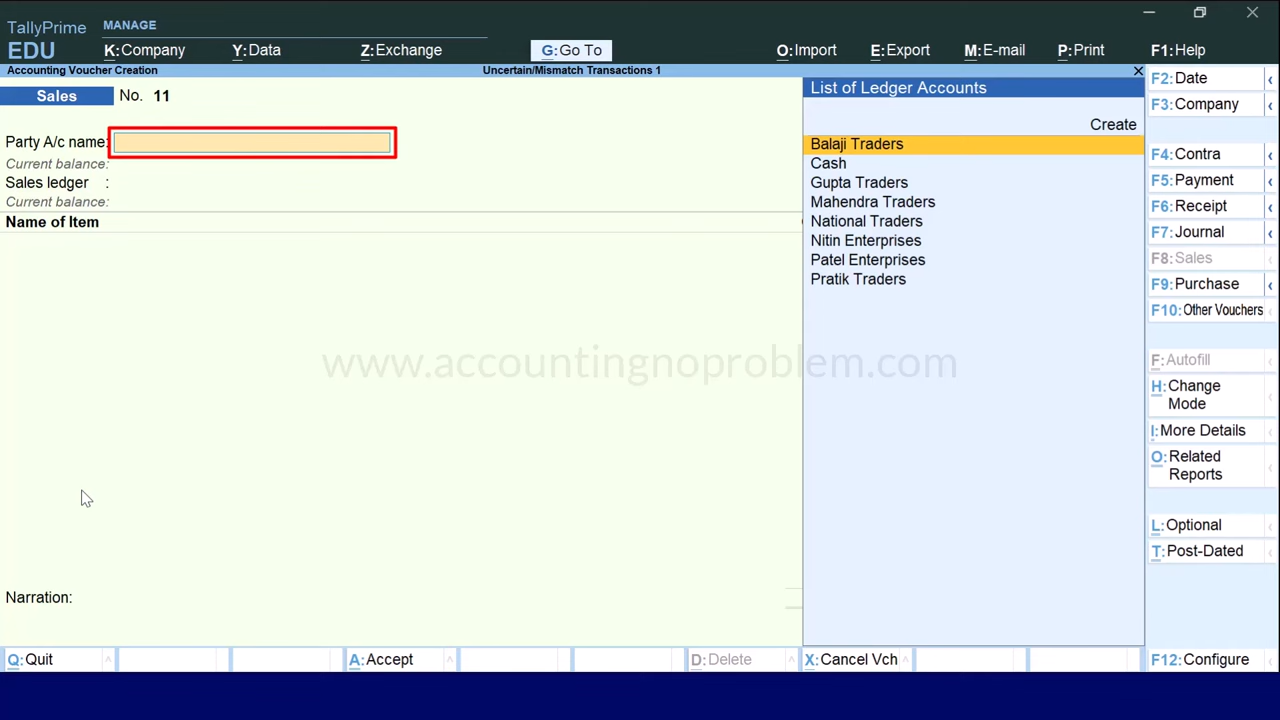 TallyPrime
MANAGE
EDU
K:Company
Y:Data
Z:Exchange
G:Go To
O:Import
E:Export
M:E-mail
P:Print
F1:Help
Accounting Voucher Creation
Uncertain/Mismatch Transactions 1
Sales
No. 11
Party A/c name:
Current balance:
Sales ledger :
Current balance:
Name of Item
List of Ledger Accounts
Create
Balaji Traders
Cash
Gupta Traders
Mahendra Traders
National Traders
Nitin Enterprises
Patel Enterprises
Pratik Traders
F2:Date
F3:Company
F4:Contra
F5:Payment
F6:Receipt
F7:Journal
F8:Sales
F9:Purchase
F10:Other Vouchers
F:Autofill
H:Change
Mode
I:More Details
O:Related
Reports
L:Optional
T:Post-Dated
www.accountingnoproblem.com
Narration:
Q:Quit
A:Accept
D:Delete
X:Cancel Vch
F12:Configure